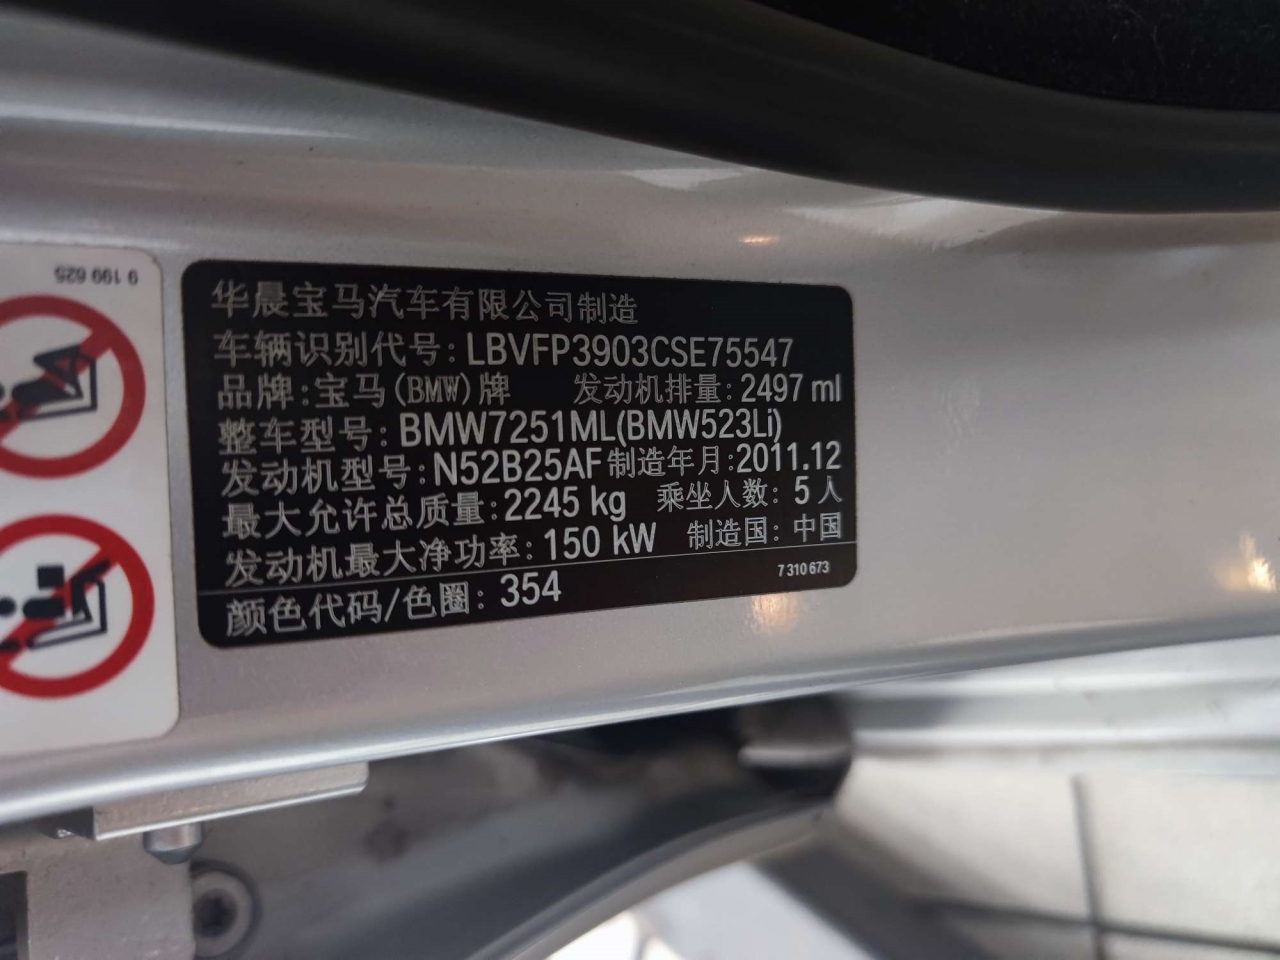 9 199 625
华晨宝马汽车有限公司制造
车辆识别代号: LBVFP3903CSE75547
品牌: 宝马(BMW)牌 发动机排量: 2497 ml
整车型号: BMW7251ML(BMW523Li)
发动机型号: N52B25AF 制造年月: 2011.12
最大允许总质量: 2245 kg 乘坐人数: 5 人
发动机最大净功率: 150 kW 制造国: 中国
颜色代码/色圈: 354 7 310 673